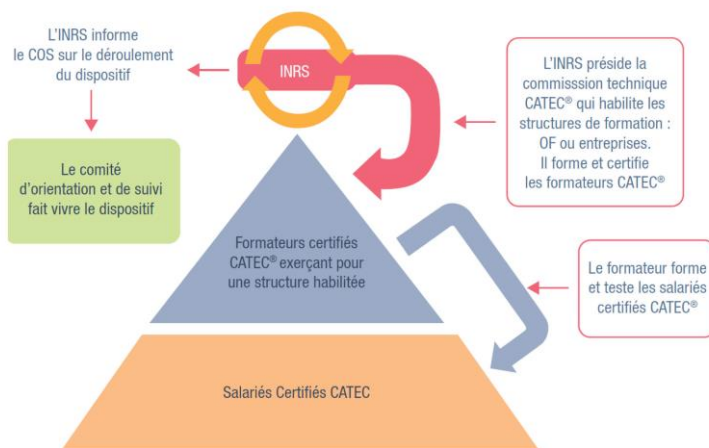 L'INRS informe
le COS sur le déroulement
du dispositif
INRS
L'INRS préside la
commisssion technique
CATEC® qui habilite les
structures de formation :
OF ou entreprises.
Il forme et certifie
les formateurs CATEC®
Le comité
d'orientation et de suivi
fait vivre le dispositif
Formateurs certifiés
CATEC® exerçant pour
une structure habilitée
Le formateur forme
et teste les salariés
certifiés CATEC®
Salariés Certifiés CATEC